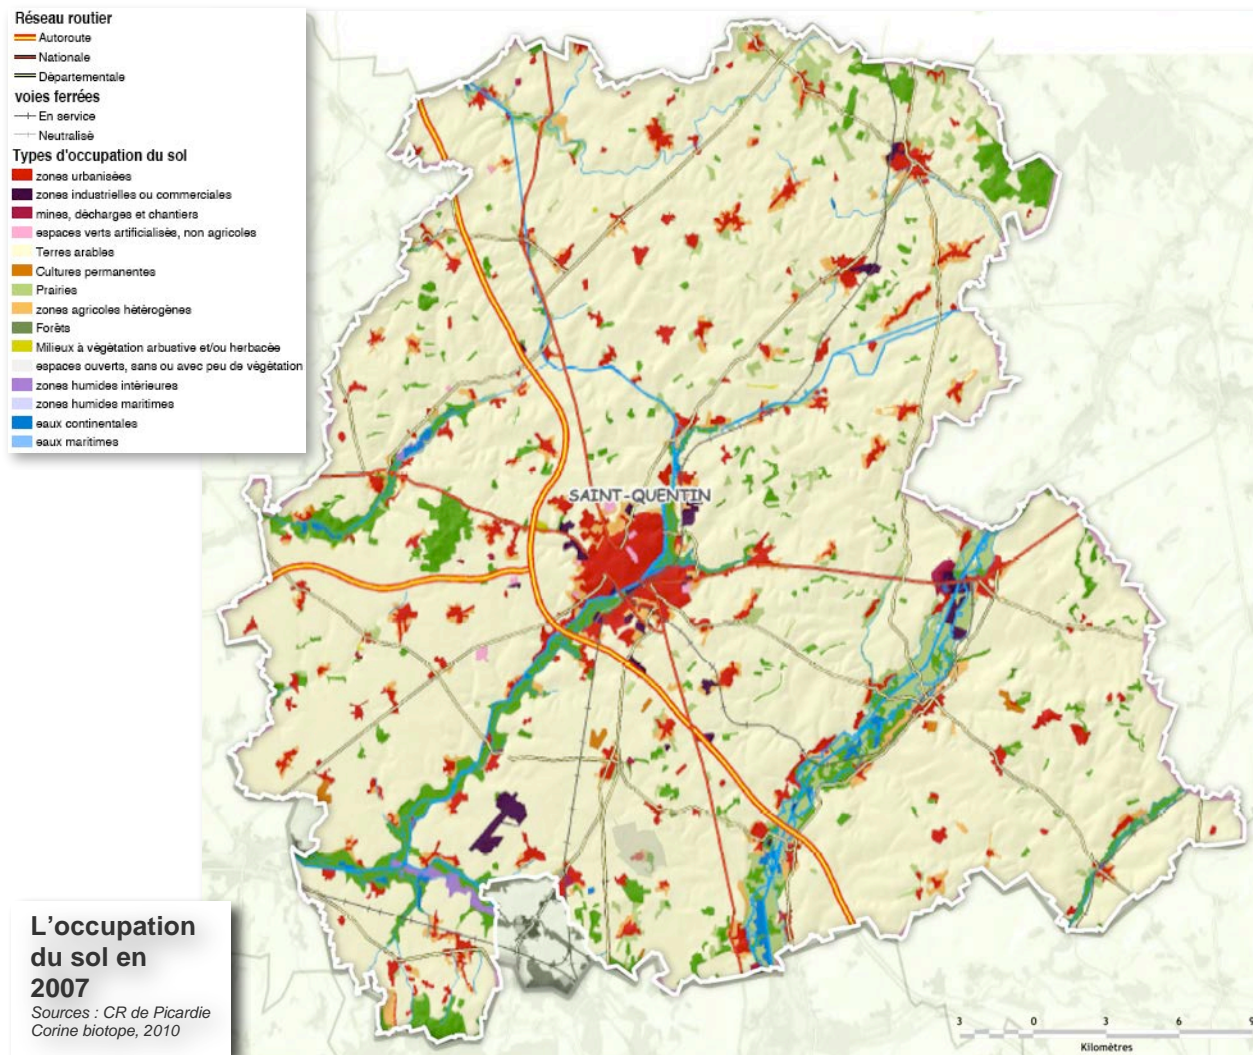 Réseau routier
Autoroute
Nationale
Départementale
voies ferrées
En service
Neutralisé
Types d'occupation du sol
zones urbanisées
zones industrielles ou commerciales
mines, décharges et chantiers
espaces verts artificialisés, non agricoles
Terres arables
Cultures permanentes
Prairies
zones agricoles hétérogènes
Forêts
Milieux à végétation arbustive et/ou herbacée
espaces ouverts, sans ou avec peu de végétation
zones humides intérieures
zones humides maritimes
eaux continentales
eaux maritimes
SAINT-QUENTIN
L'occupation
du sol en
2007
Sources : CR de Picardie
Corine biotope, 2010
3 0 3 6 9
Kilomètres